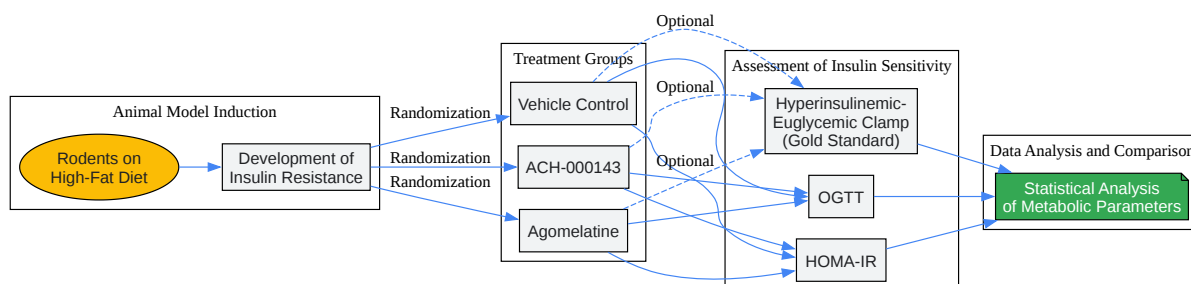 Animal Model Induction
Rodents on
High-Fat Diet
Development of
Insulin Resistance
Randomization
Randomization
Randomization
Treatment Groups
Vehicle Control
ACH-000143
Agomelatine
Optional
Optional
Optional
Assessment of Insulin Sensitivity
Hyperinsulinemic-
Euglycemic Clamp
(Gold Standard)
OGTT
HOMA-IR
Data Analysis and Comparison
Statistical Analysis
of Metabolic Parameters